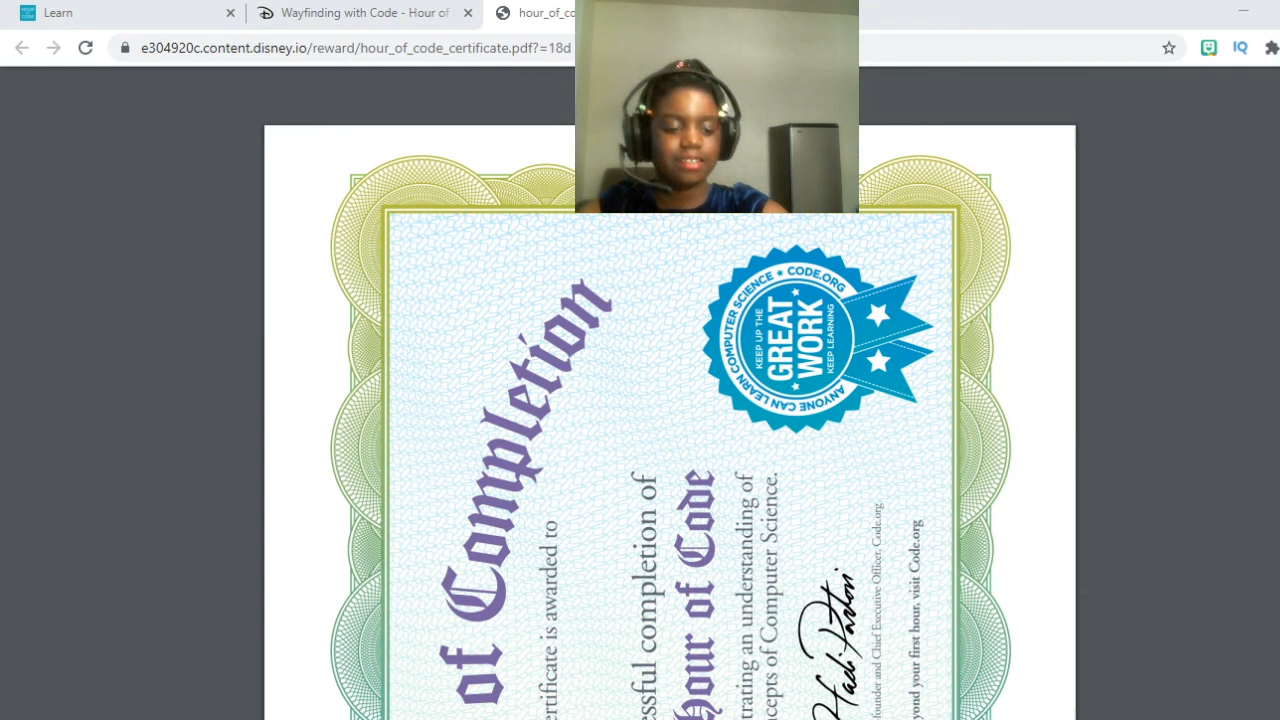 Learn
Wayfinding with Code - Hour of
hour_of_co
e304920c.content.disney.io/reward/hour_of_code_certificate.pdf?=18d
of Completion
ertificate is awarded to
essful completion of
Hour of Code
trating an understanding of
ncepts of Computer Science.
Hadi Partovi
founder and Chief Executive Officer, Code.org
yond your first hour, visit Code.org
ANYONE CAN LEARN COMPUTER SCIENCE ★ CODE.ORG
KEEP UP THE
GREAT
WORK
KEEP LEARNING
IQ